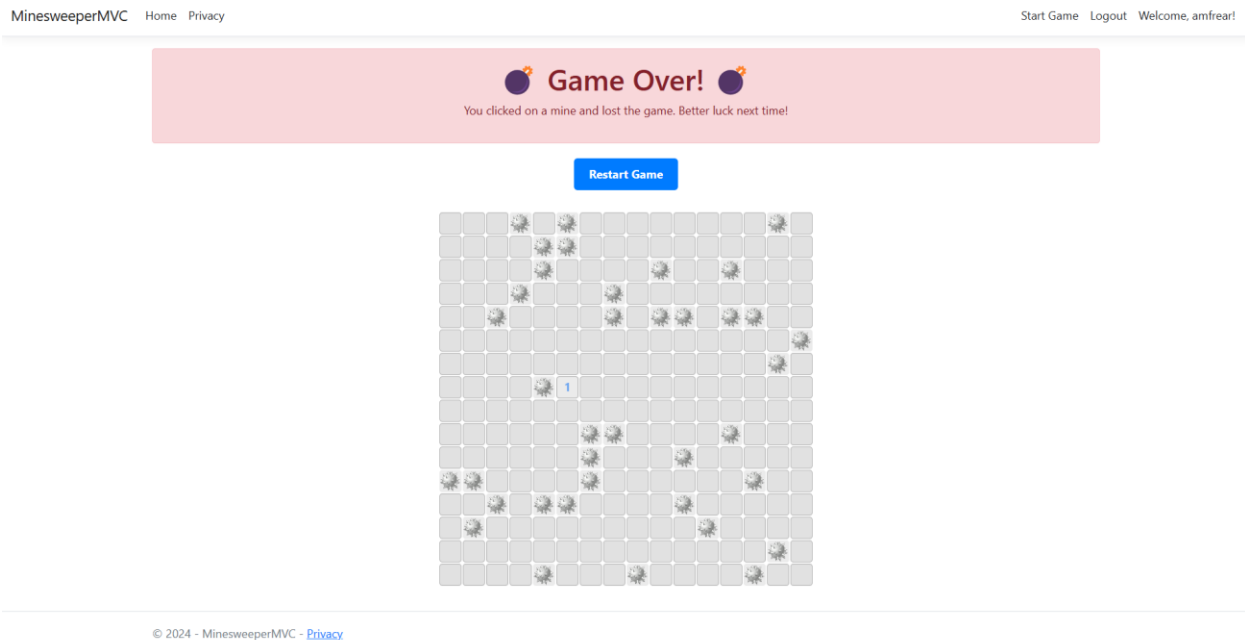 MinesweeperMVC Home Privacy Start Game Logout Welcome, amfrear!
Game Over!
You clicked on a mine and lost the game. Better luck next time!
Restart Game
1
© 2024 - MinesweeperMVC - Privacy